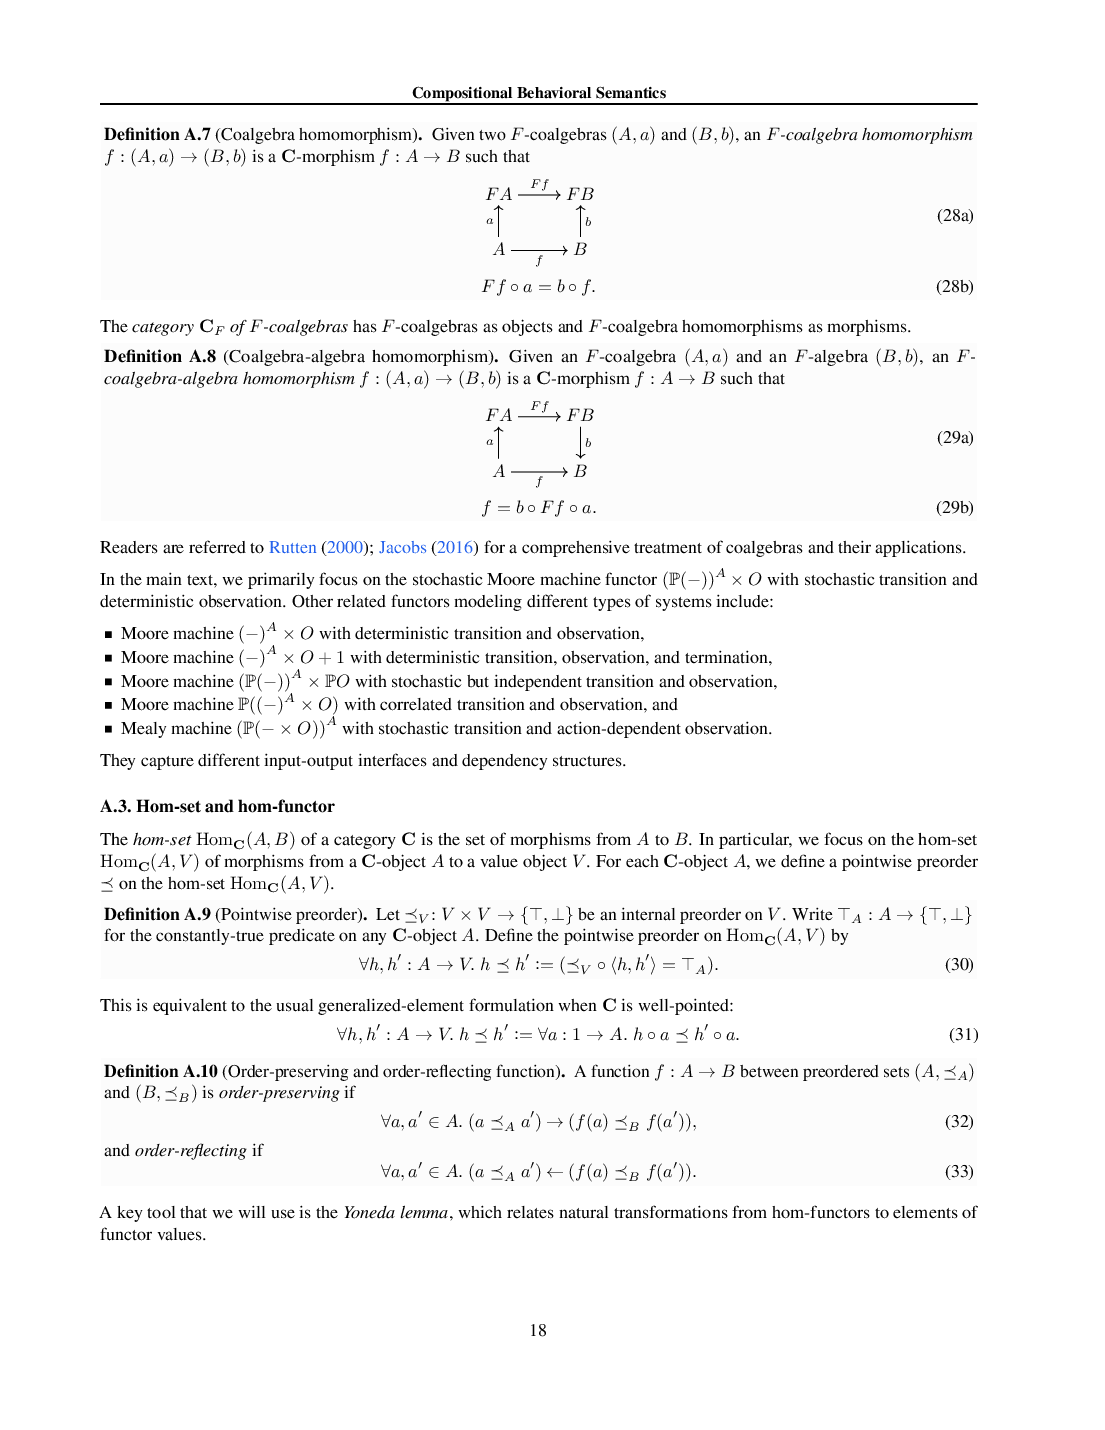 Compositional Behavioral Semantics
Definition A.7 (Coalgebra homomorphism). Given two F-coalgebras (A, a) and (B, b), an F-coalgebra homomorphism
f : (A, a) → (B, b) is a C-morphism f : A → B such that
FA Ff FB
a b (28a)
A f B
Ff ∘ a = b ∘ f. (28b)
The category C_F of F-coalgebras has F-coalgebras as objects and F-coalgebra homomorphisms as morphisms.
Definition A.8 (Coalgebra-algebra homomorphism). Given an F-coalgebra (A, a) and an F-algebra (B, b), an F-
coalgebra-algebra homomorphism f : (A, a) → (B, b) is a C-morphism f : A → B such that
FA Ff FB
a b (29a)
A f B
f = b ∘ Ff ∘ a. (29b)
Readers are referred to Rutten (2000); Jacobs (2016) for a comprehensive treatment of coalgebras and their applications.
In the main text, we primarily focus on the stochastic Moore machine functor (ℙ(−))^A × O with stochastic transition and
deterministic observation. Other related functors modeling different types of systems include:
■ Moore machine (−)^A × O with deterministic transition and observation,
■ Moore machine (−)^A × O + 1 with deterministic transition, observation, and termination,
■ Moore machine (ℙ(−))^A × ℙO with stochastic but independent transition and observation,
■ Moore machine ℙ((−)^A × O) with correlated transition and observation, and
■ Mealy machine (ℙ(− × O))^A with stochastic transition and action-dependent observation.
They capture different input-output interfaces and dependency structures.
A.3. Hom-set and hom-functor
The hom-set Hom_C(A, B) of a category C is the set of morphisms from A to B. In particular, we focus on the hom-set
Hom_C(A, V) of morphisms from a C-object A to a value object V. For each C-object A, we define a pointwise preorder
⪯ on the hom-set Hom_C(A, V).
Definition A.9 (Pointwise preorder). Let ⪯_V : V × V → {⊤, ⊥} be an internal preorder on V. Write ⊤_A : A → {⊤, ⊥}
for the constantly-true predicate on any C-object A. Define the pointwise preorder on Hom_C(A, V) by
∀h, h′ : A → V. h ⪯ h′ := (⪯_V ∘ ⟨h, h′⟩ = ⊤_A). (30)
This is equivalent to the usual generalized-element formulation when C is well-pointed:
∀h, h′ : A → V. h ⪯ h′ := ∀a : 1 → A. h ∘ a ⪯ h′ ∘ a. (31)
Definition A.10 (Order-preserving and order-reflecting function). A function f : A → B between preordered sets (A, ⪯_A)
and (B, ⪯_B) is order-preserving if
∀a, a′ ∈ A. (a ⪯_A a′) → (f(a) ⪯_B f(a′)), (32)
and order-reflecting if
∀a, a′ ∈ A. (a ⪯_A a′) ← (f(a) ⪯_B f(a′)). (33)
A key tool that we will use is the Yoneda lemma, which relates natural transformations from hom-functors to elements of
functor values.
18